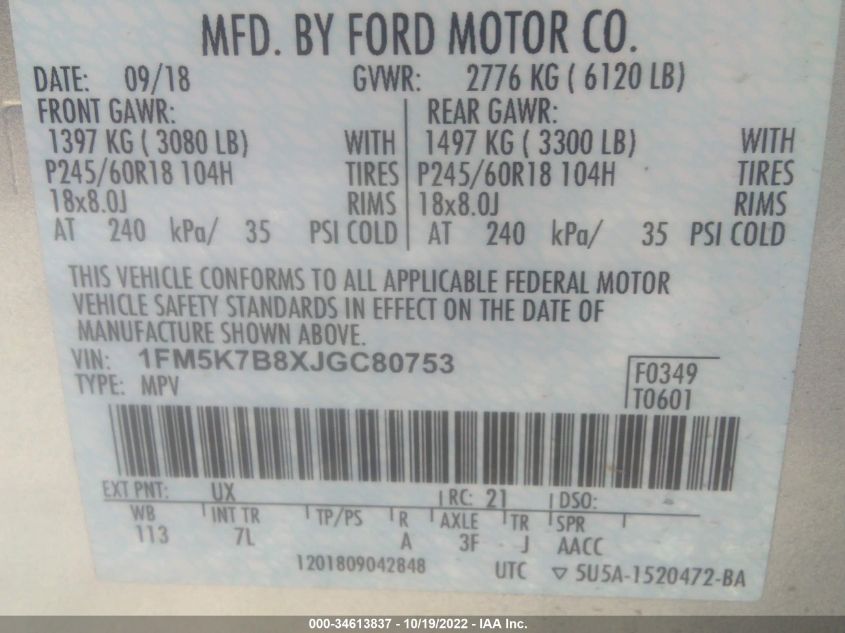 MFD. BY FORD MOTOR CO.
DATE: 09/18 GVWR: 2776 KG ( 6120 LB)
FRONT GAWR: REAR GAWR:
1397 KG ( 3080 LB) WITH 1497 KG ( 3300 LB) WITH
P245/60R18 104H TIRES P245/60R18 104H TIRES
18x8.0J RIMS 18x8.0J RIMS
AT 240 kPa/ 35 PSI COLD AT 240 kPa/ 35 PSI COLD
THIS VEHICLE CONFORMS TO ALL APPLICABLE FEDERAL MOTOR
VEHICLE SAFETY STANDARDS IN EFFECT ON THE DATE OF
MANUFACTURE SHOWN ABOVE.
VIN: 1FM5K7B8XJGC80753
TYPE: MPV
F0349
T0601
EXT PNT: UX RC: 21 DSO:
WB INT TR TP/PS R AXLE TR SPR
113 7L A 3F J AACC
1201809042848 UTC ▽ 5U5A-1520472-BA
000-34613837 - 10/19/2022 - IAA Inc.